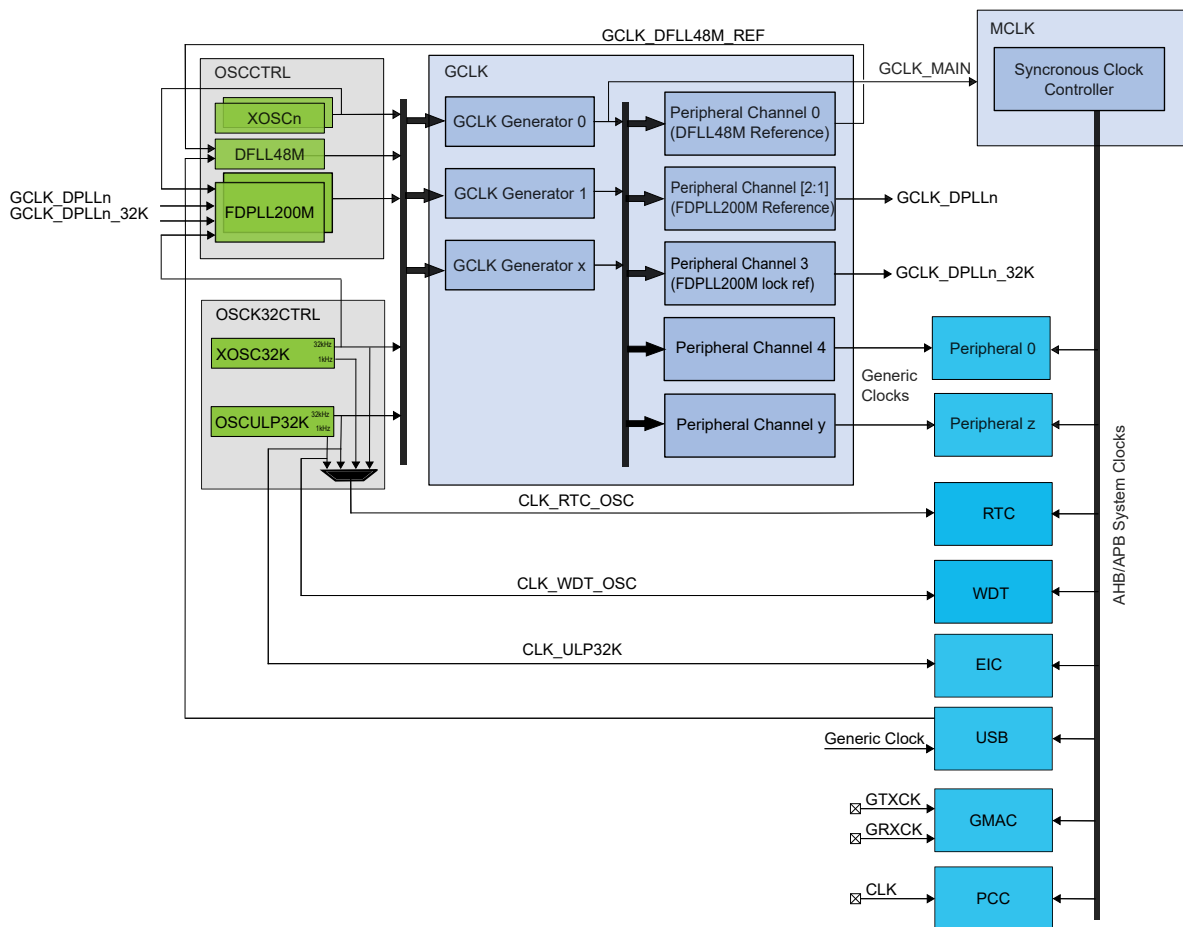 GCLK_DFLL48M_REF
MCLK
OSCCTRL
GCLK
GCLK_MAIN
Syncronous Clock
Controller
XOSCn
GCLK Generator 0
Peripheral Channel 0
(DFLL48M Reference)
DFLL48M
GCLK_DPLLn
GCLK_DPLLn_32K
FDPLL200M
GCLK Generator 1
Peripheral Channel [2:1]
(FDPLL200M Reference)
GCLK_DPLLn
GCLK Generator x
Peripheral Channel 3
(FDPLL200M lock ref)
GCLK_DPLLn_32K
OSCK32CTRL
XOSC32K
32kHz
1kHz
Peripheral Channel 4
Peripheral 0
Generic
Clocks
OSCULP32K
32kHz
1kHz
Peripheral Channel y
Peripheral z
AHB/APB System Clocks
CLK_RTC_OSC
RTC
CLK_WDT_OSC
WDT
CLK_ULP32K
EIC
Generic Clock
USB
GTXCK
GRXCK
GMAC
CLK
PCC